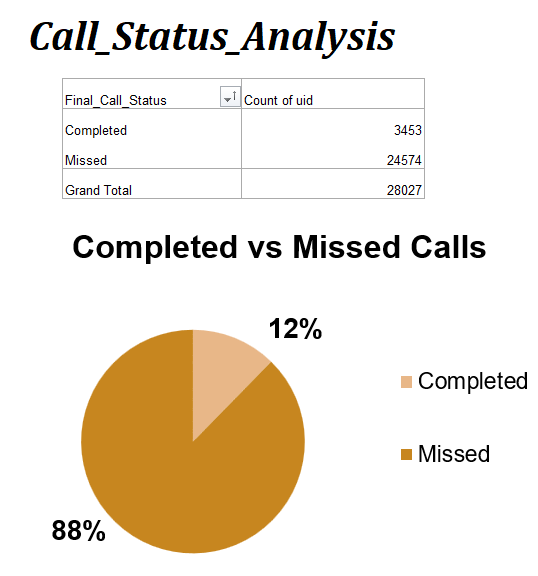 Call_Status_Analysis
Final_Call_Status Count of uid
Completed 3453
Missed 24574
Grand Total 28027
Completed vs Missed Calls
12%
Completed
Missed
88%